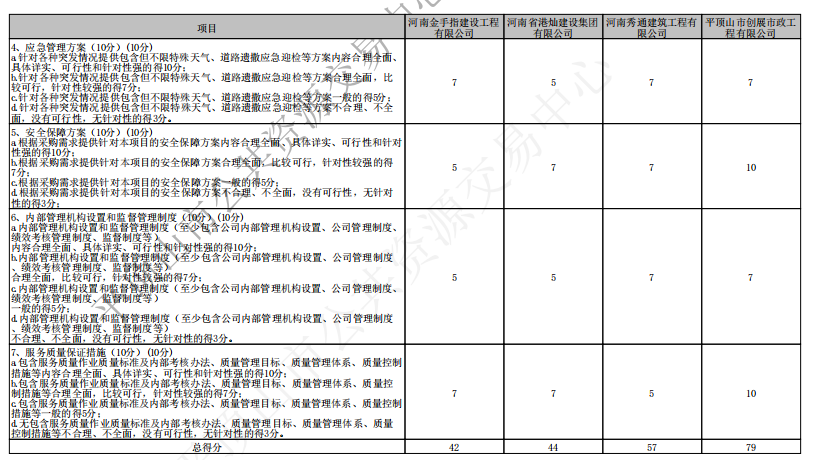 项目
河南金手指建设工程有限公司
河南省港灿建设集团有限公司
河南秀通建筑工程有限公司
平顶山市创展市政工程有限公司
4、应急管理方案（10分）(10分)
a.针对各种突发情况提供包含但不限特殊天气、道路遗撒应急迎检等方案内容合理全面、
具体详实、可行性和针对性强的得10分；
b.针对各种突发情况提供包含但不限特殊天气、道路遗撒应急迎检等方案合理全面，比
较可行，针对性较强的得7分；
c.针对各种突发情况提供包含但不限特殊天气、道路遗撒应急迎检等方案一般的得5分；
d.针对各种突发情况提供包含但不限特殊天气、道路遗撒应急迎检等方案不合理、不全
面，没有可行性，无针对性的得3分。
7 5 7 7
5、安全保障方案（10分）(10分)
a.根据采购需求提供针对本项目的安全保障方案内容合理全面、具体详实、可行性和针对
性强的得10分；
b.根据采购需求提供针对本项目的安全保障方案合理全面，比较可行，针对性较强的得
7分；
c.根据采购需求提供针对本项目的安全保障方案一般的得5分；
d.根据采购需求提供针对本项目的安全保障方案不合理、不全面，没有可行性，无针对
性的得3分；
5 7 7 10
6、内部管理机构设置和监督管理制度（10分）(10分)
a.内部管理机构设置和监督管理制度（至少包含公司内部管理机构设置、公司管理制度、
绩效考核管理制度、监督制度等）
内容合理全面、具体详实、可行性和针对性强的得10分；
b.内部管理机构设置和监督管理制度（至少包含公司内部管理机构设置、公司管理制度
、绩效考核管理制度、监督制度等）
合理全面，比较可行，针对性较强的得7分；
c.内部管理机构设置和监督管理制度（至少包含公司内部管理机构设置、公司管理制度、
绩效考核管理制度、监督制度等）
一般的得5分；
d.内部管理机构设置和监督管理制度（至少包含公司内部管理机构设置、公司管理制度
、绩效考核管理制度、监督制度等）
不合理、不全面，没有可行性，无针对性的得3分。
5 5 7 7
7、服务质量保证措施（10分）(10分)
a.包含服务质量作业质量标准及内部考核办法、质量管理目标、质量管理体系、质量控制
措施等内容合理全面、具体详实、可行性和针对性强的得10分；
b.包含服务质量作业质量标准及内部考核办法、质量管理目标、质量管理体系、质量控
制措施等合理全面，比较可行，针对性较强的得7分；
c.包含服务质量作业质量标准及内部考核办法、质量管理目标、质量管理体系、质量控制
措施等一般的得5分；
d.无包含服务质量作业质量标准及内部考核办法、质量管理目标、质量管理体系、质量
控制措施等不合理、不全面，没有可行性，无针对性的得3分。
7 7 5 10
总得分 42 44 57 79